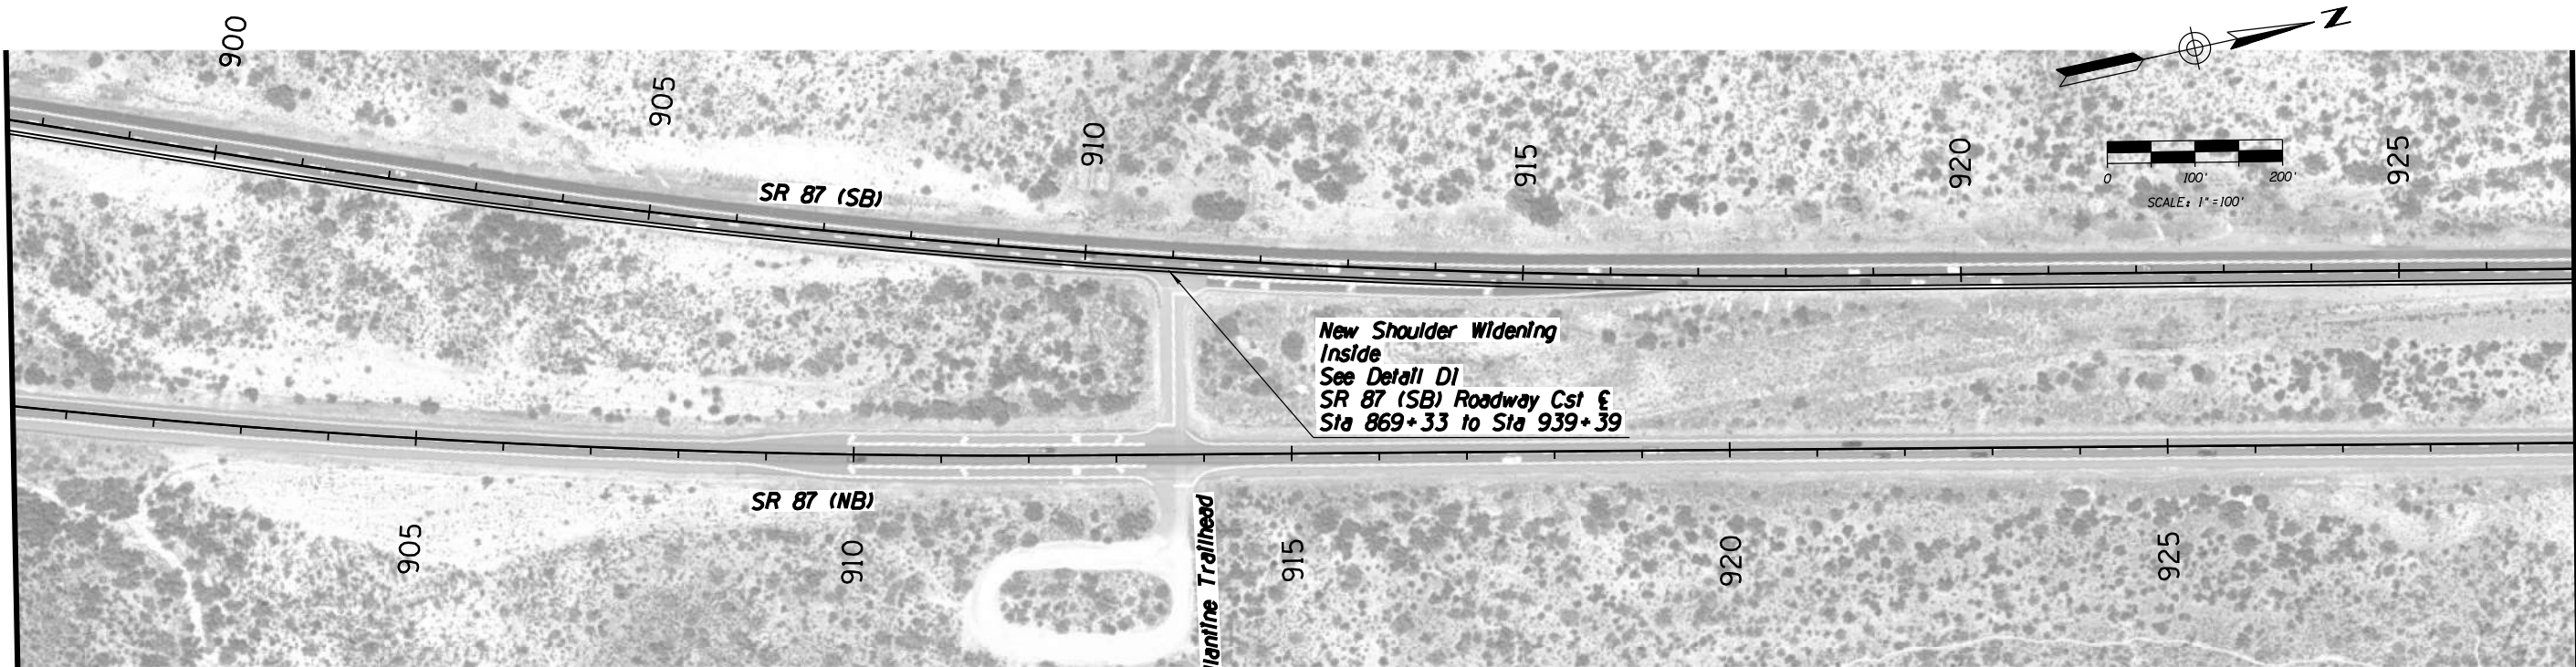 900
905
910
915
920
925
N
0 100' 200'
SCALE: 1"=100'
SR 87 (SB)
New Shoulder Widening
Inside
See Detail D1
SR 87 (SB) Roadway Cst ℄
Sta 869+33 to Sta 939+39
SR 87 (NB)
905
910
915
920
925
Trailhead